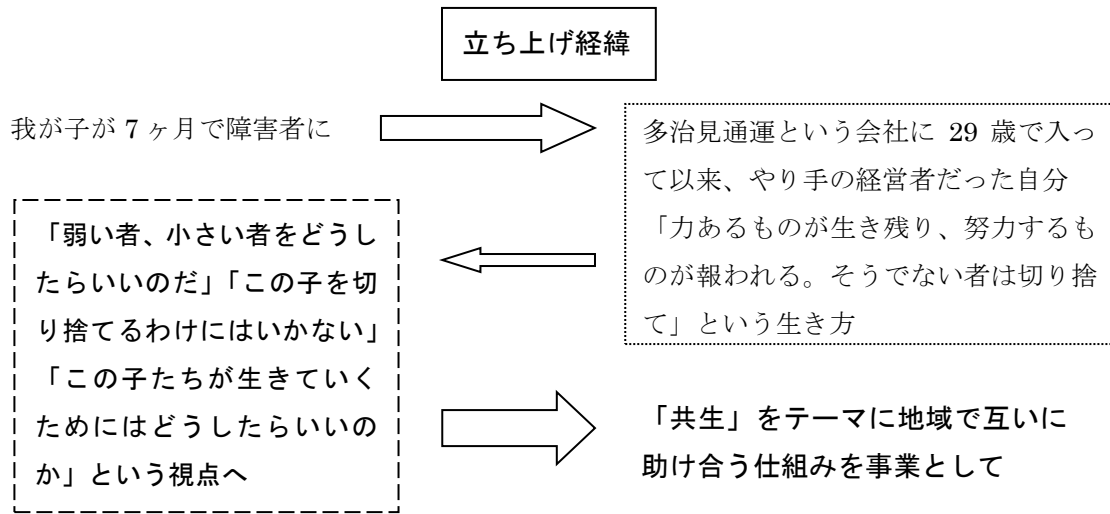 立ち上げ経緯
我が子が 7 ヶ月で障害者に
多治見通運という会社に 29 歳で入っ
て以来、やり手の経営者だった自分
「力あるものが生き残り、努力するも
のが報われる。そうでない者は切り捨
て」という生き方
「弱い者、小さい者をどうし
たらいいのだ」「この子を切
り捨てるわけにはいかない」
「この子たちが生きていく
ためにはどうしたらいいの
か」という視点へ
「共生」をテーマに地域で互いに
助け合う仕組みを事業として